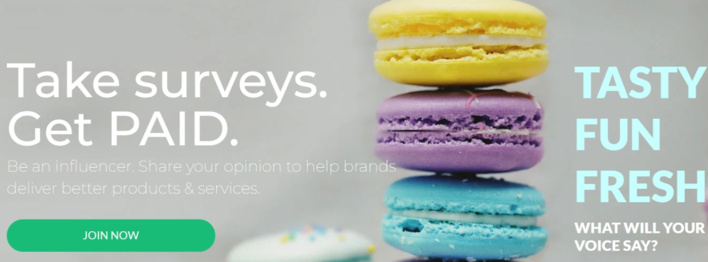 Take surveys.
Get PAID.
Be an influencer. Share your opinion to help brands
deliver better products & services.
JOIN NOW
TASTY
FUN
FRESH
WHAT WILL YOUR
VOICE SAY?